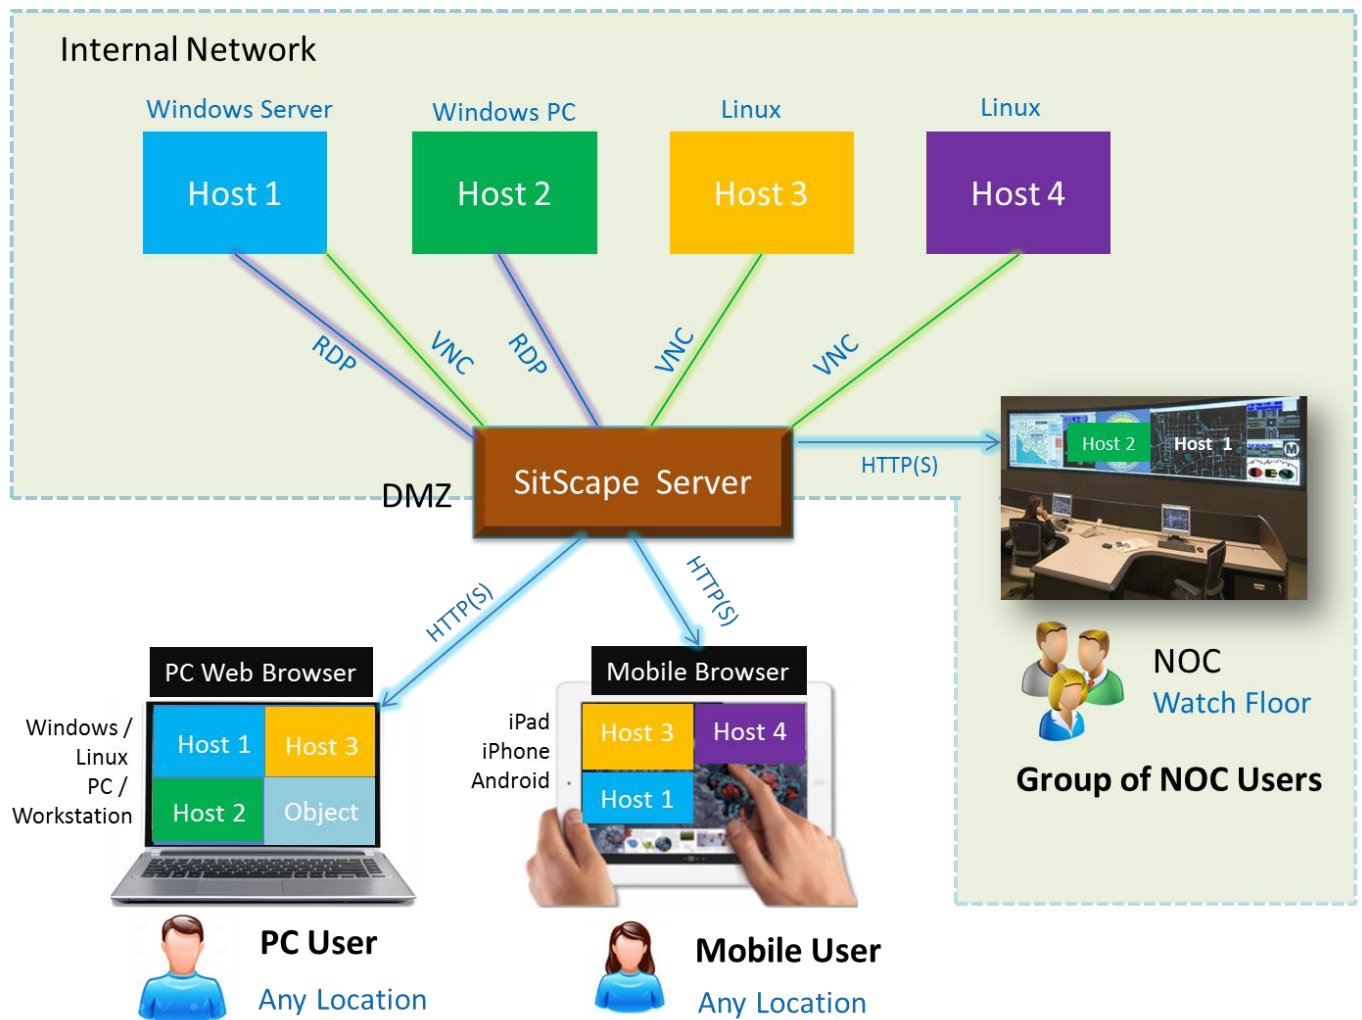 Internal Network
Windows Server
Windows PC
Linux
Linux
Host 1
Host 2
Host 3
Host 4
RDP
VNC
RDP
VNC
VNC
Host 2
Host 1
M
HTTP(S)
SitScape Server
DMZ
HTTP(S)
HTTP(S)
PC Web Browser
Mobile Browser
NOC
Watch Floor
Group of NOC Users
Windows /
Linux
PC /
Workstation
Host 1
Host 3
Host 2
Object
iPad
iPhone
Android
Host 3
Host 4
Host 1
PC User
Any Location
Mobile User
Any Location